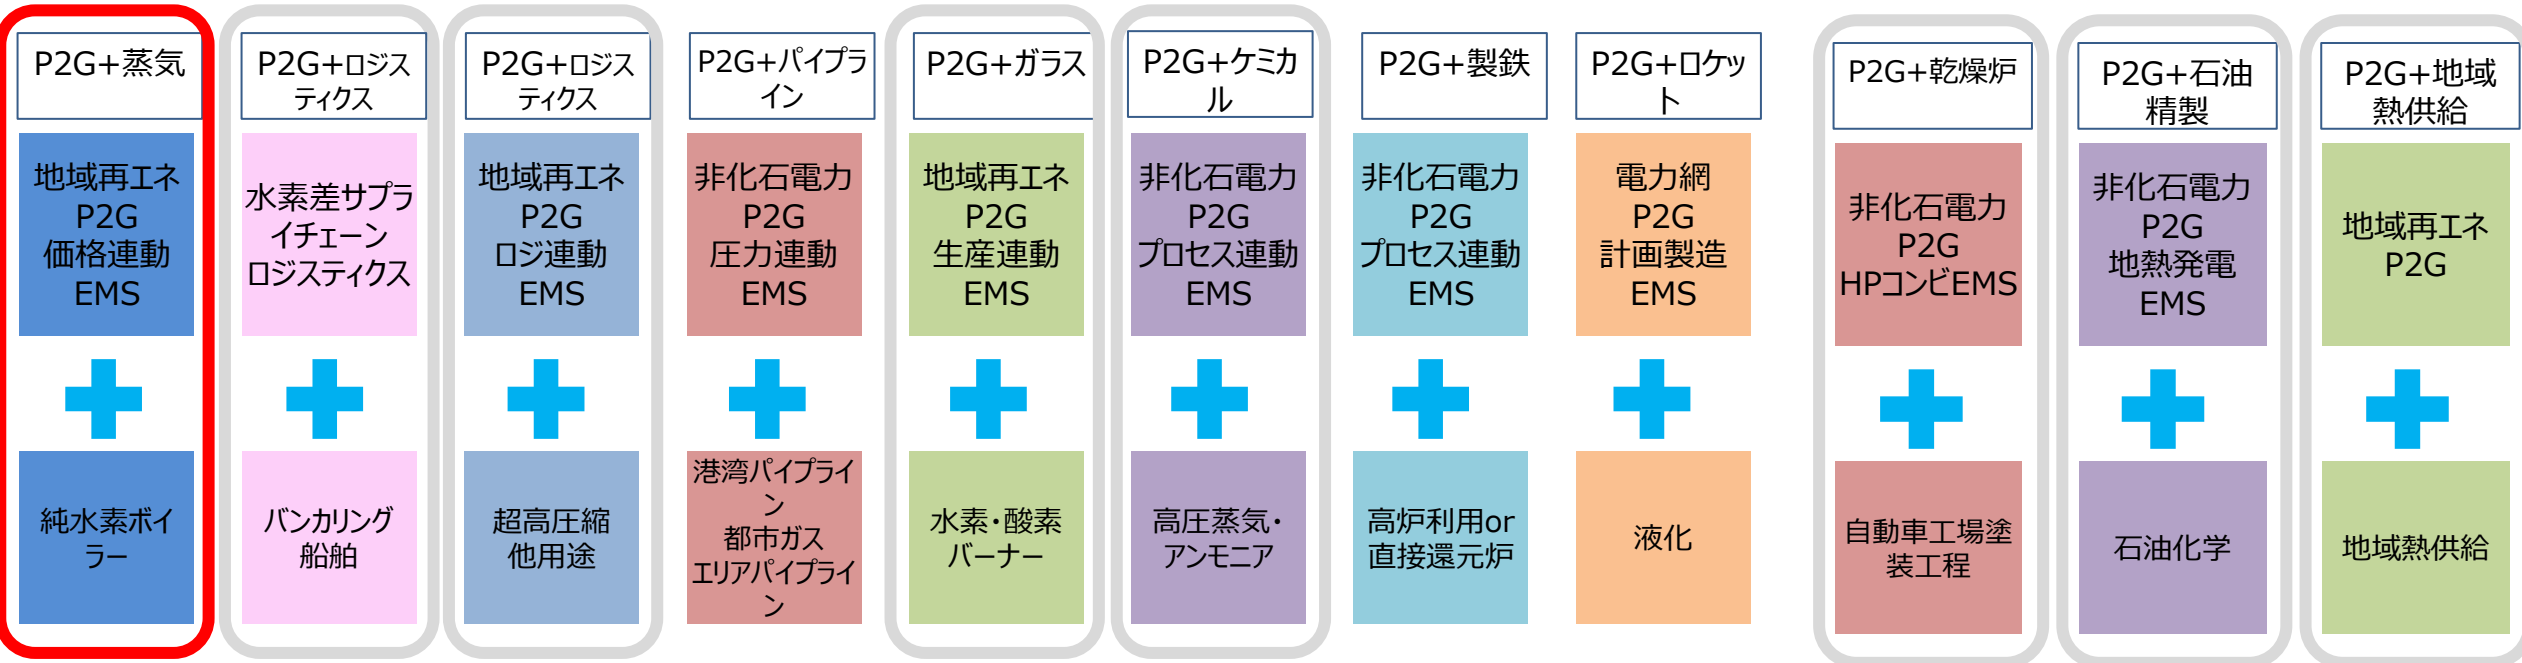 P2G+蒸気
地域再エネ
P2G
価格連動
EMS
純水素ボイ
ラー
P2G+ロジス
ティクス
水素差サプラ
イチェーン
ロジスティクス
バンカリング
船舶
P2G+ロジス
ティクス
地域再エネ
P2G
ロジ連動
EMS
超高圧縮
他用途
P2G+パイプラ
イン
非化石電力
P2G
圧力連動
EMS
港湾パイプライ
ン
都市ガス
エリアパイプライ
ン
P2G+ガラス
地域再エネ
P2G
生産連動
EMS
水素・酸素
バーナー
P2G+ケミカ
ル
非化石電力
P2G
プロセス連動
EMS
高圧蒸気・
アンモニア
P2G+製鉄
非化石電力
P2G
プロセス連動
EMS
高炉利用or
直接還元炉
P2G+ロケッ
ト
電力網
P2G
計画製造
EMS
液化
P2G+乾燥炉
非化石電力
P2G
HPコンビEMS
自動車工場塗
装工程
P2G+石油
精製
非化石電力
P2G
地熱発電
EMS
石油化学
P2G+地域
熱供給
地域再エネ
P2G
地域熱供給